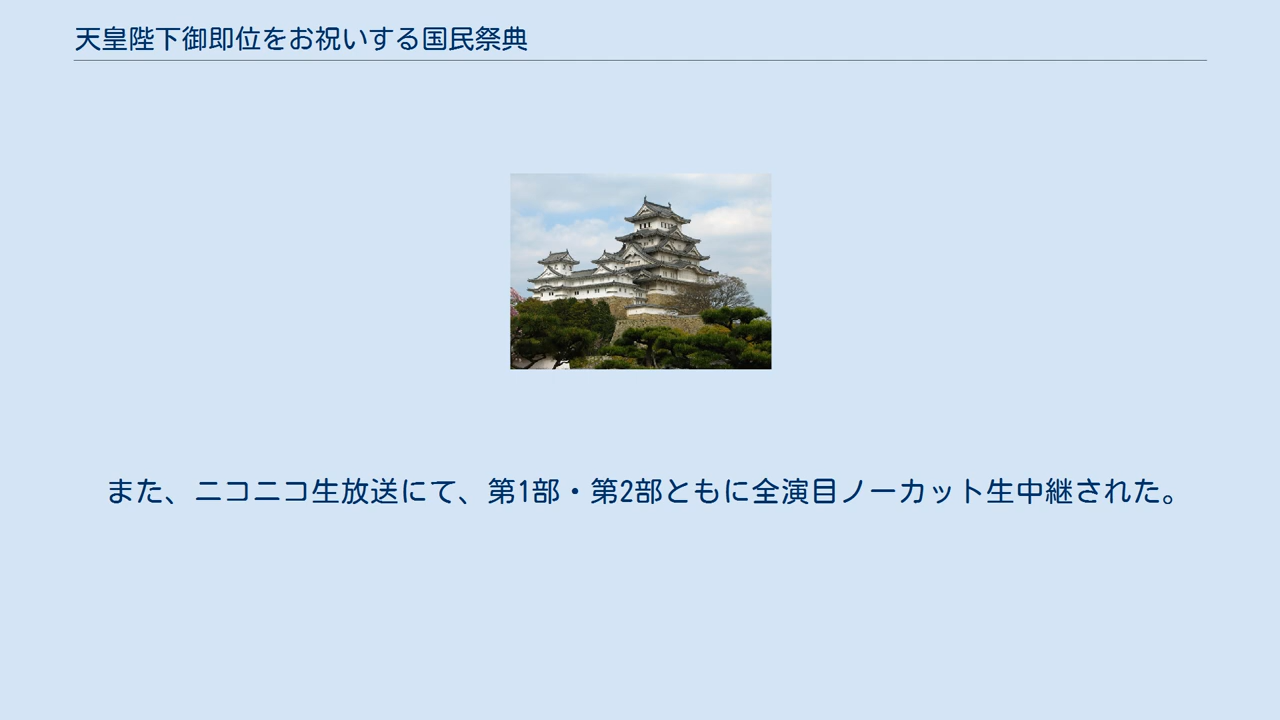 天皇陛下御即位をお祝いする国民祭典
また、ニコニコ生放送にて、第1部・第2部ともに全演目ノーカット生中継された。